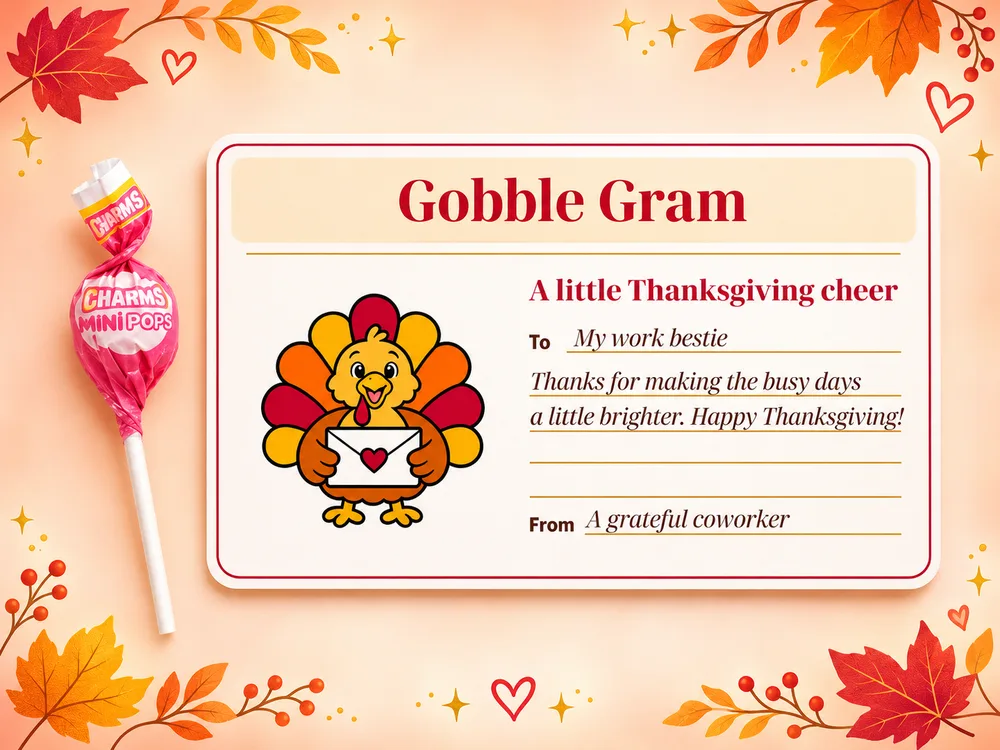 Gobble Gram
A little Thanksgiving cheer
To My work bestie
Thanks for making the busy days
a little brighter. Happy Thanksgiving!
From A grateful coworker
CHARMS
CHARMS
MiNi POPS